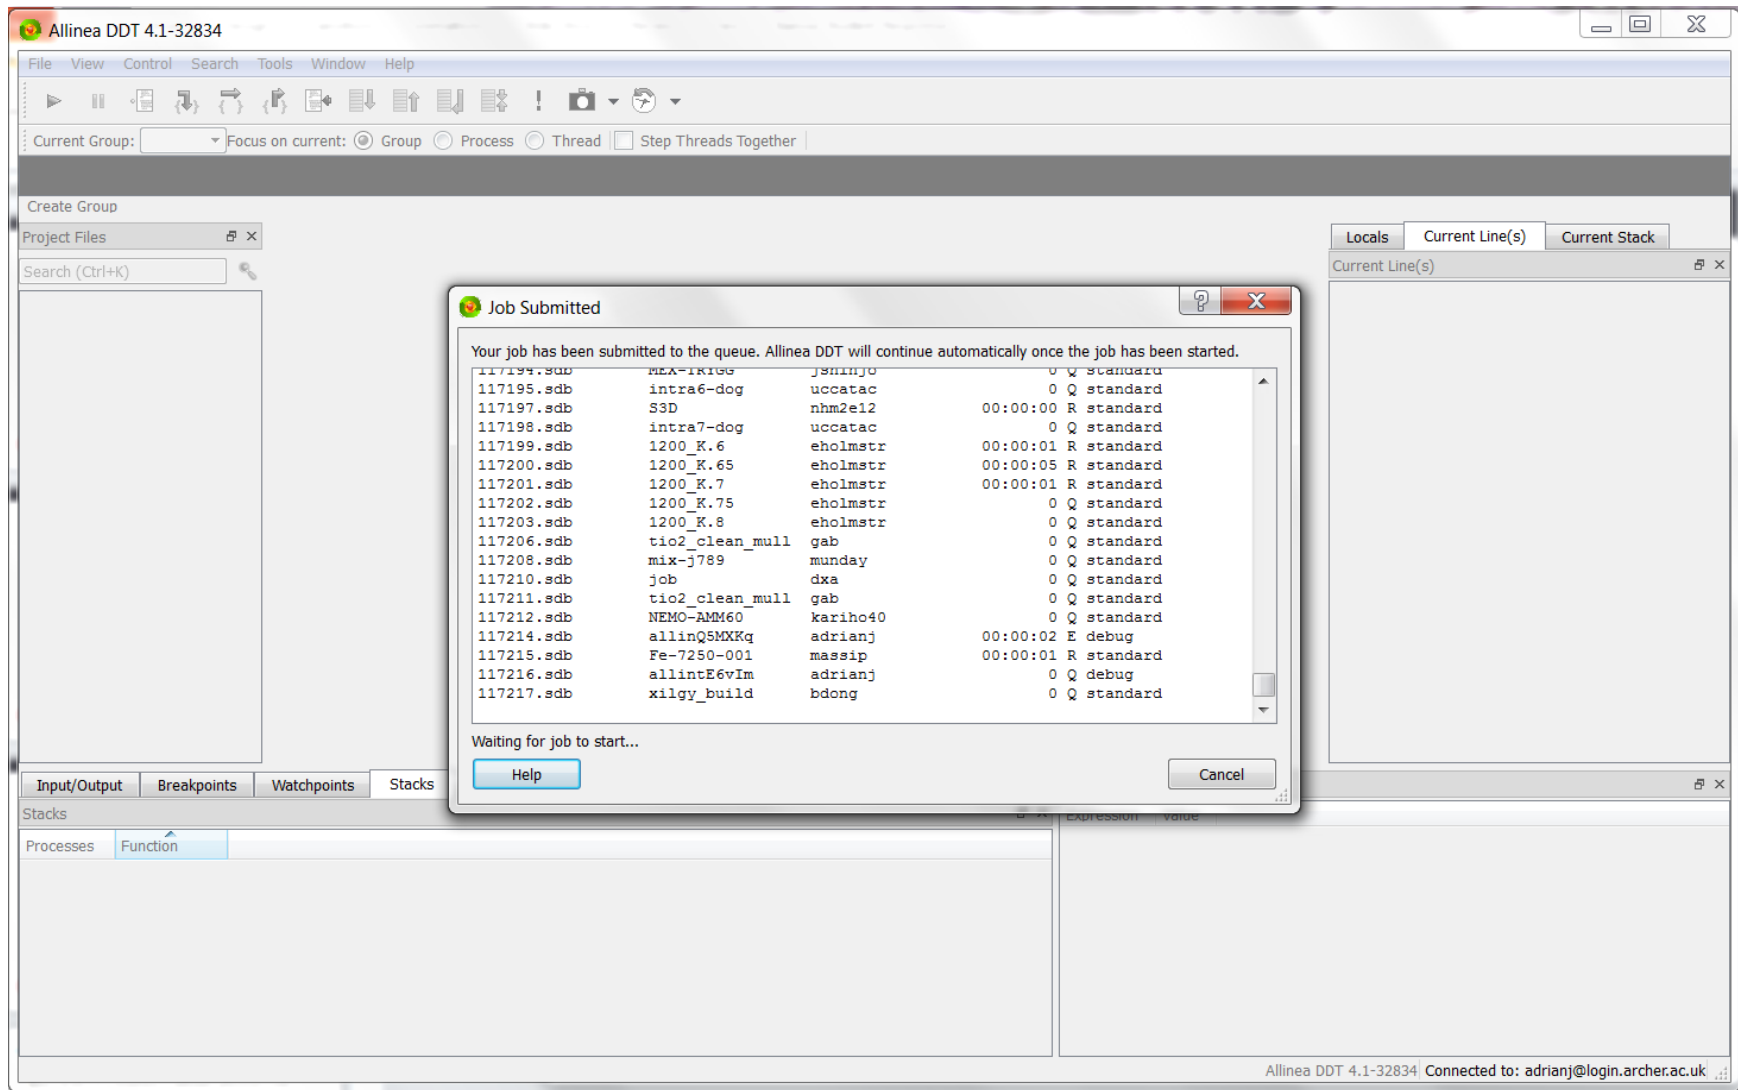 Allinea DDT 4.1-32834
File View Control Search Tools Window Help
Current Group: Focus on current: Group Process Thread Step Threads Together
Create Group
Project Files
Search (Ctrl+K)
Locals Current Line(s) Current Stack
Current Line(s)
Job Submitted
Your job has been submitted to the queue. Allinea DDT will continue automatically once the job has been started.
117194.sdb 0 Q standard
117195.sdb intra6-dog uccatac 0 Q standard
117197.sdb S3D nhm2e12 00:00:00 R standard
117198.sdb intra7-dog uccatac 0 Q standard
117199.sdb 1200_K.6 eholmstr 00:00:01 R standard
117200.sdb 1200_K.65 eholmstr 00:00:05 R standard
117201.sdb 1200_K.7 eholmstr 00:00:01 R standard
117202.sdb 1200_K.75 eholmstr 0 Q standard
117203.sdb 1200_K.8 eholmstr 0 Q standard
117206.sdb tio2_clean_mull gab 0 Q standard
117208.sdb mix-j789 munday 0 Q standard
117210.sdb job dxa 0 Q standard
117211.sdb tio2_clean_mull gab 0 Q standard
117212.sdb NEMO-AMM60 kariho40 0 Q standard
117214.sdb allinQ5MXKq adrianj 00:00:02 E debug
117215.sdb Fe-7250-001 massip 00:00:01 R standard
117216.sdb allintE6vIm adrianj 0 Q debug
117217.sdb xilgy_build bdong 0 Q standard
Waiting for job to start...
Help Cancel
Input/Output Breakpoints Watchpoints Stacks
Stacks
Expression Value
Processes Function
Allinea DDT 4.1-32834 Connected to: adrianj@login.archer.ac.uk